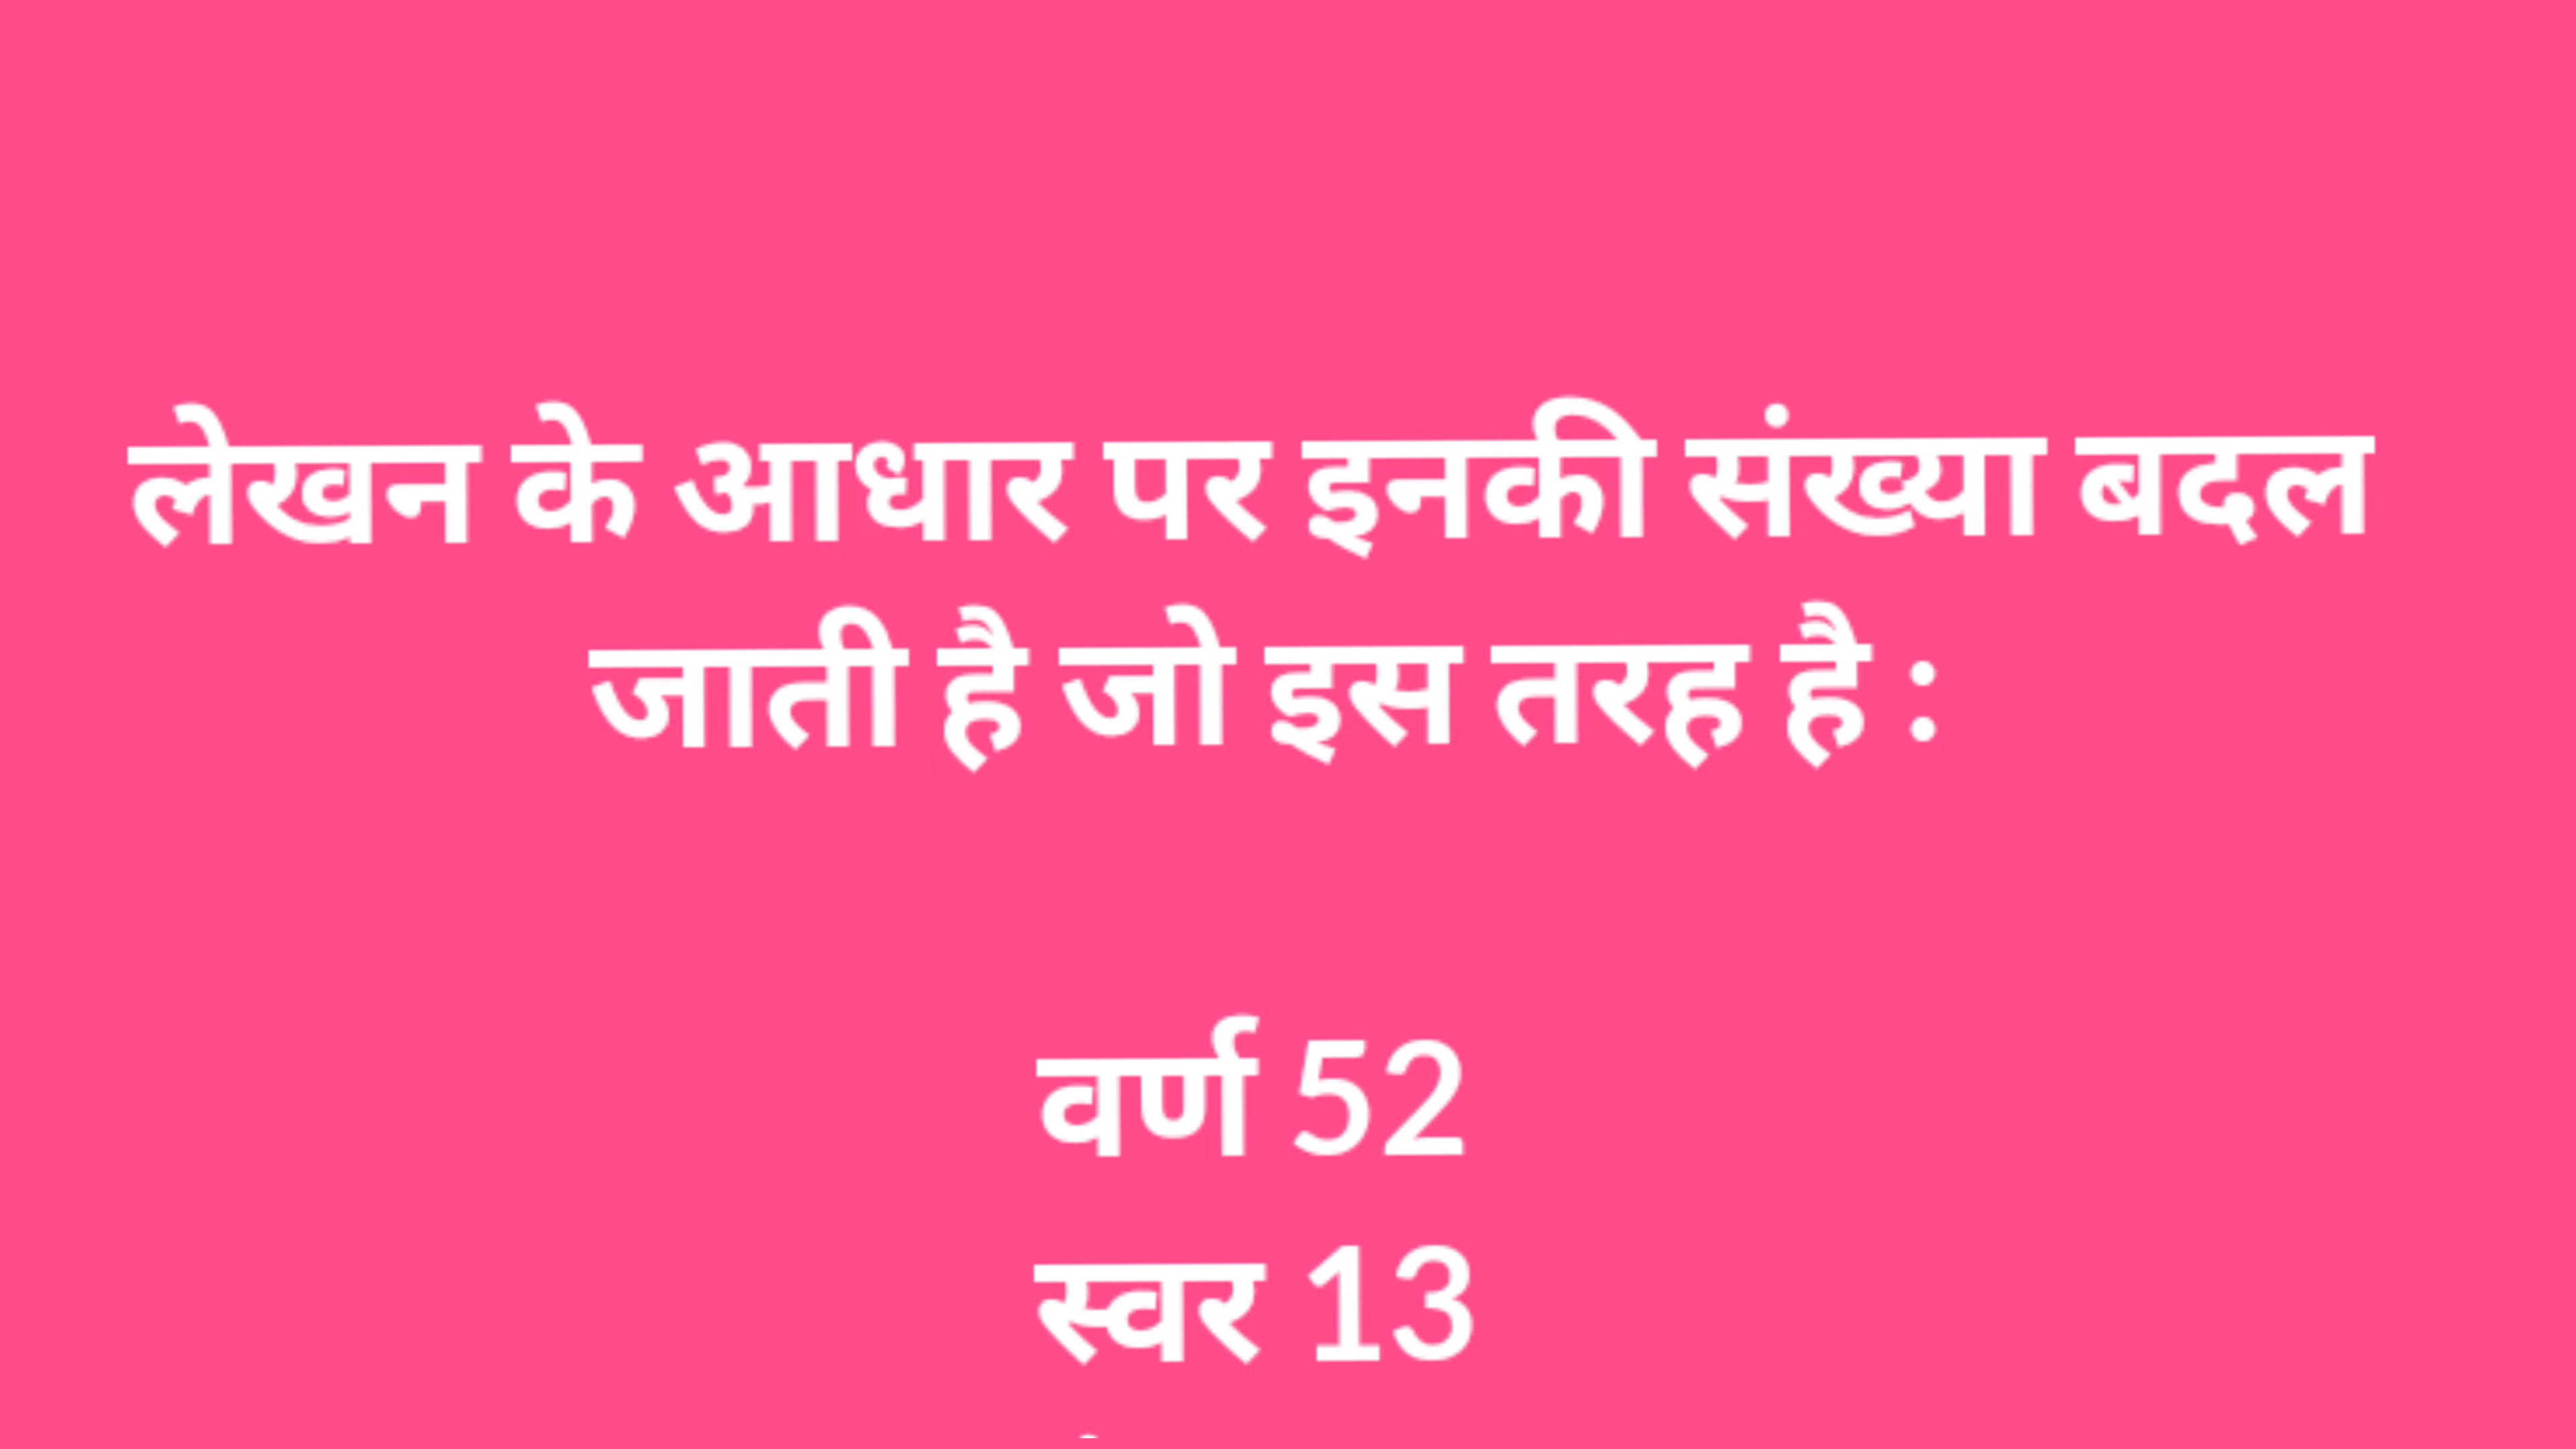 लेखन के आधार पर इनकी संख्या बदल
जाती है जो इस तरह है :
वर्ण 52
स्वर 13